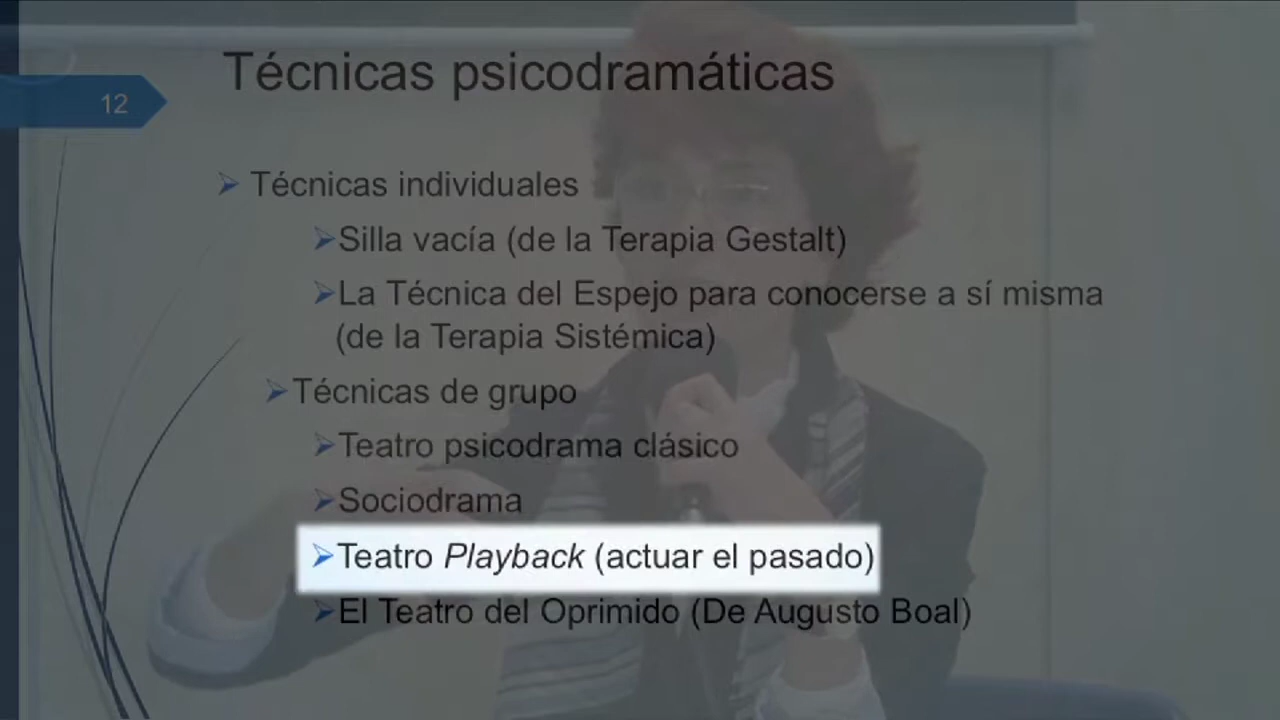 Técnicas psicodramáticas
12
Técnicas individuales
Silla vacía (de la Terapia Gestalt)
La Técnica del Espejo para conocerse a sí misma
(de la Terapia Sistémica)
Técnicas de grupo
Teatro psicodrama clásico
Sociodrama
Teatro Playback (actuar el pasado)
El Teatro del Oprimido (De Augusto Boal)